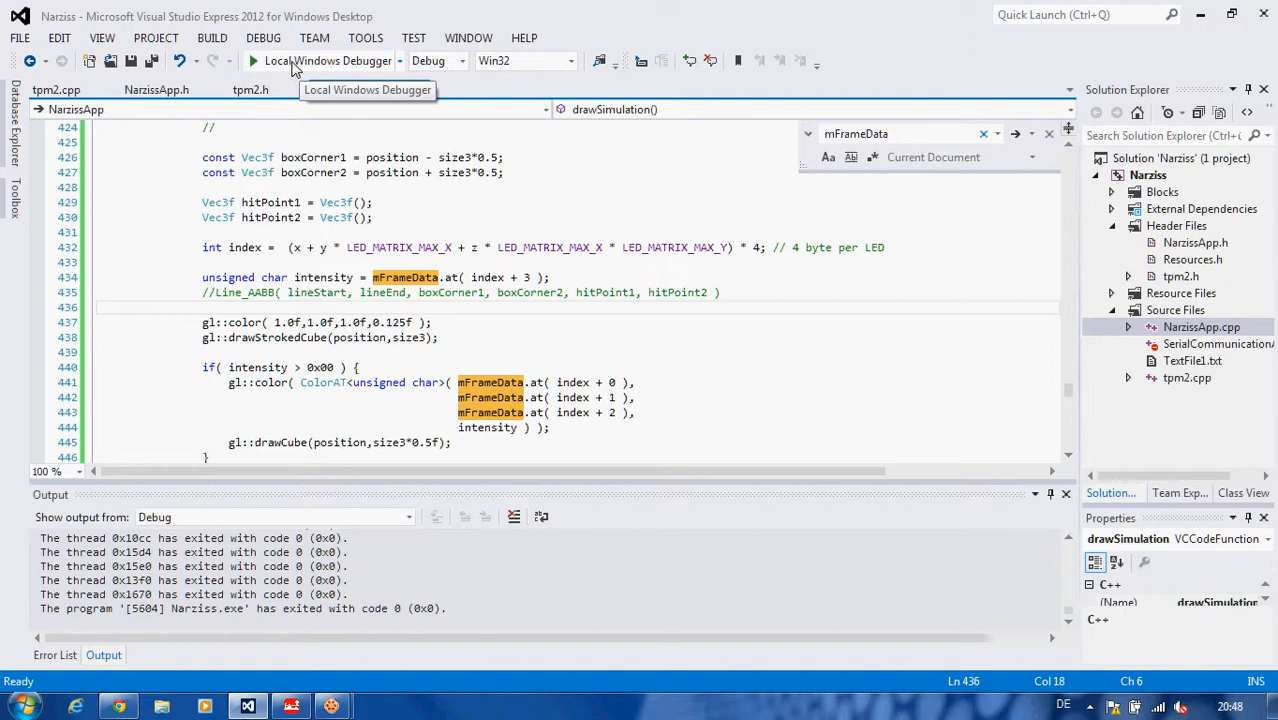 Narziss - Microsoft Visual Studio Express 2012 for Windows Desktop
Quick Launch (Ctrl+Q)
FILE EDIT VIEW PROJECT BUILD DEBUG TEAM TOOLS TEST WINDOW HELP
Local Windows Debugger Debug Win32
tpm2.cpp NarzissApp.h tpm2.h
Local Windows Debugger
NarzissApp drawSimulation()
Database Explorer
Toolbox
mFrameData
Current Document
424 //
425
426 const Vec3f boxCorner1 = position - size3*0.5;
427 const Vec3f boxCorner2 = position + size3*0.5;
428
429 Vec3f hitPoint1 = Vec3f();
430 Vec3f hitPoint2 = Vec3f();
431
432 int index = (x + y * LED_MATRIX_MAX_X + z * LED_MATRIX_MAX_X * LED_MATRIX_MAX_Y) * 4; // 4 byte per LED
433
434 unsigned char intensity = mFrameData.at( index + 3 );
435 //Line_AABB( lineStart, lineEnd, boxCorner1, boxCorner2, hitPoint1, hitPoint2 )
436
437 gl::color( 1.0f,1.0f,1.0f,0.125f );
438 gl::drawStrokedCube(position,size3);
439
440 if( intensity > 0x00 ) {
441 gl::color( ColorAT<unsigned char>( mFrameData.at( index + 0 ),
442 mFrameData.at( index + 1 ),
443 mFrameData.at( index + 2 ),
444 intensity ) );
445 gl::drawCube(position,size3*0.5f);
446 }
100 %
Output
Show output from: Debug
The thread 0x10cc has exited with code 0 (0x0).
The thread 0x15d4 has exited with code 0 (0x0).
The thread 0x15e0 has exited with code 0 (0x0).
The thread 0x13f0 has exited with code 0 (0x0).
The thread 0x1670 has exited with code 0 (0x0).
The program '[5604] Narziss.exe' has exited with code 0 (0x0).
Error List Output
Solution Explorer
Search Solution Explorer
Solution 'Narziss' (1 project)
Narziss
Blocks
External Dependencies
Header Files
NarzissApp.h
Resources.h
tpm2.h
Resource Files
Source Files
NarzissApp.cpp
SerialCommunication
TextFile1.txt
tpm2.cpp
Solution... Team Exp... Class View
Properties
drawSimulation VCCodeFunction
C++
(Name) drawSimulation
C++
Ready Ln 436 Col 18 Ch 6 INS
DE 20:48